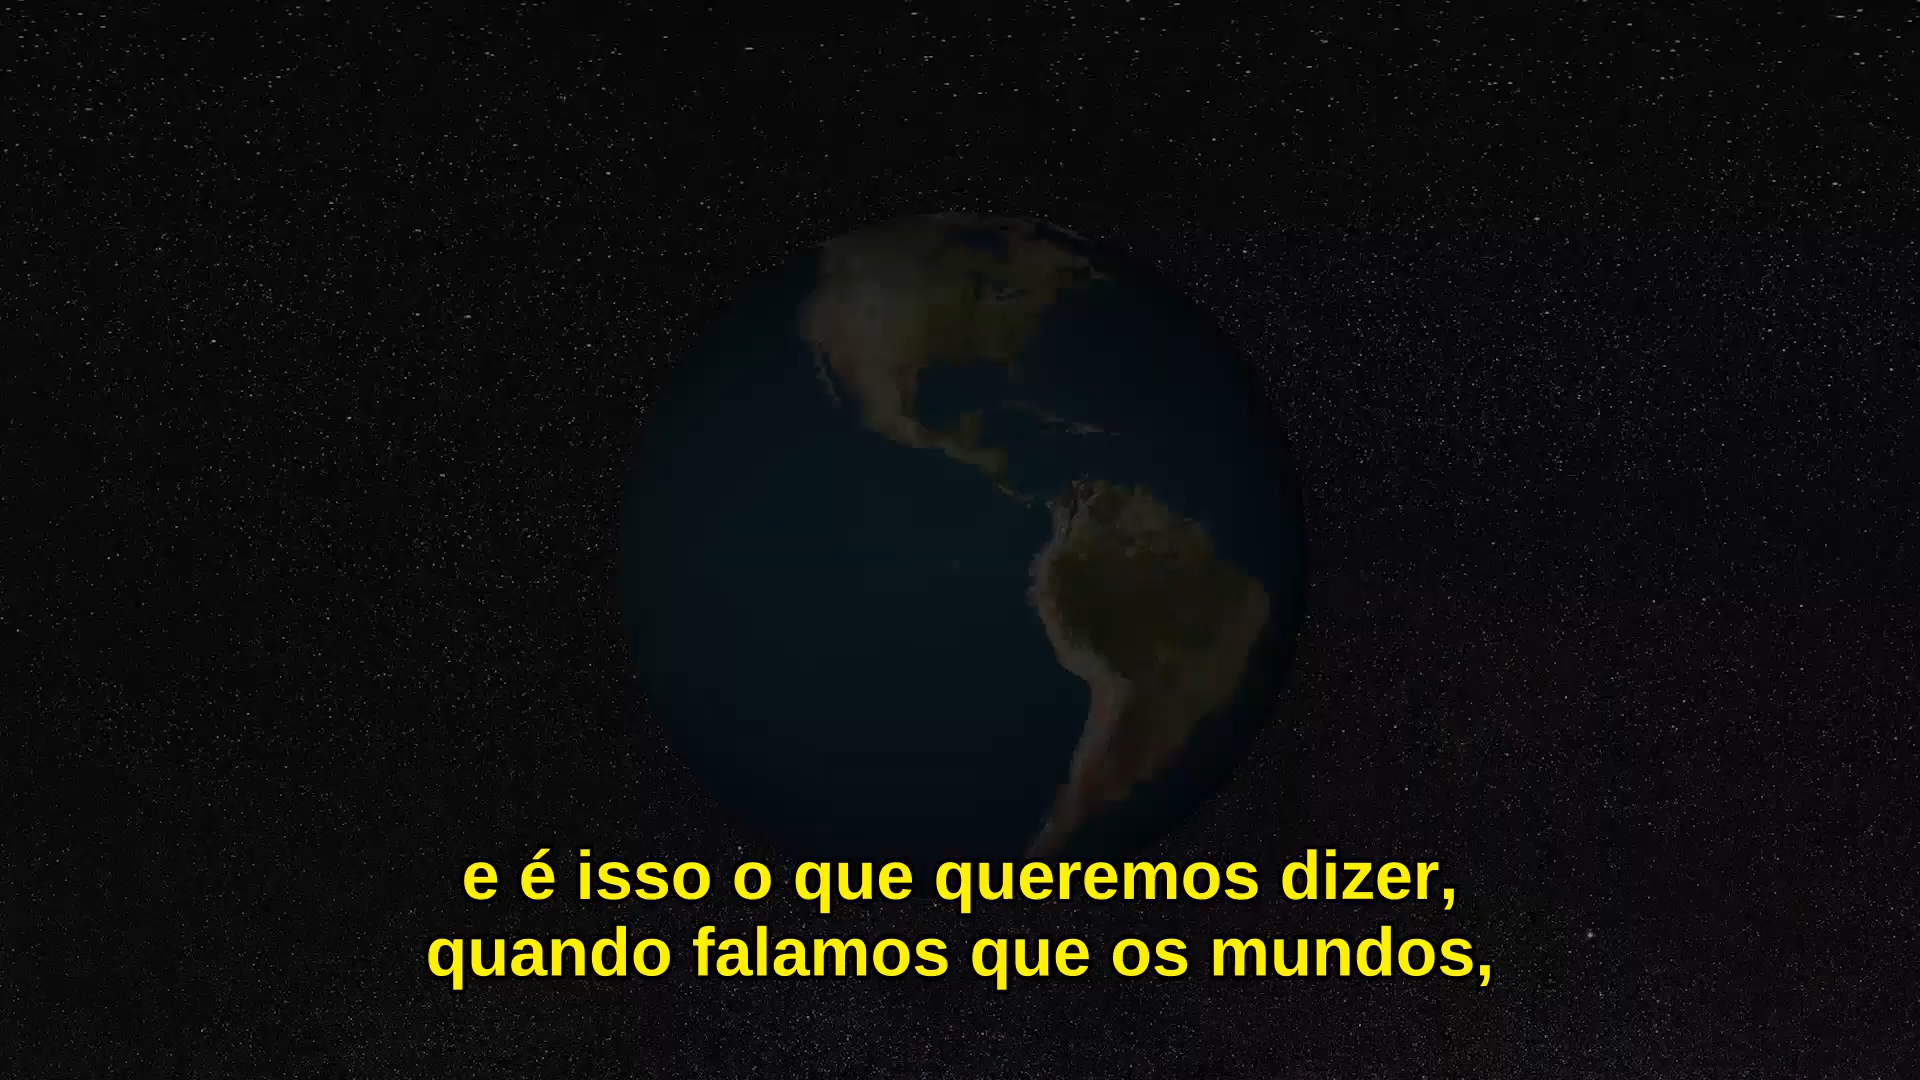 e é isso o que queremos dizer,
quando falamos que os mundos,